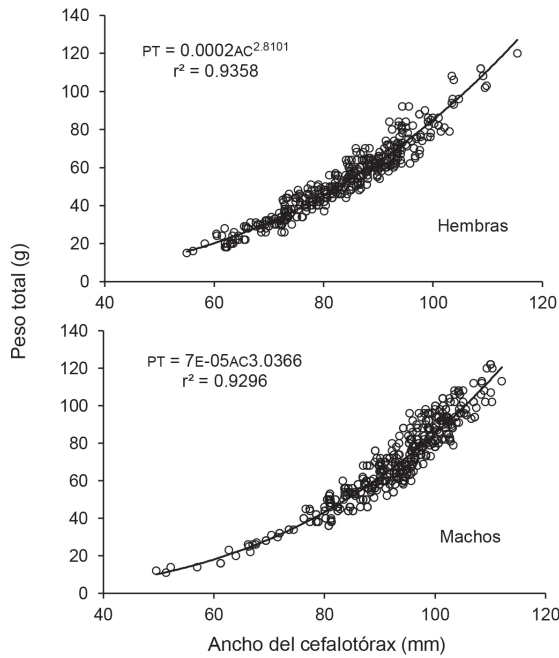 140
120
100
80
60
40
20
0
PT = 0.0002AC^2.8101
r² = 0.9358
Hembras
40 60 80 100 120
Peso total (g)
140
120
100
80
60
40
20
0
PT = 7E-05AC3.0366
r² = 0.9296
Machos
40 60 80 100 120
Ancho del cefalotórax (mm)